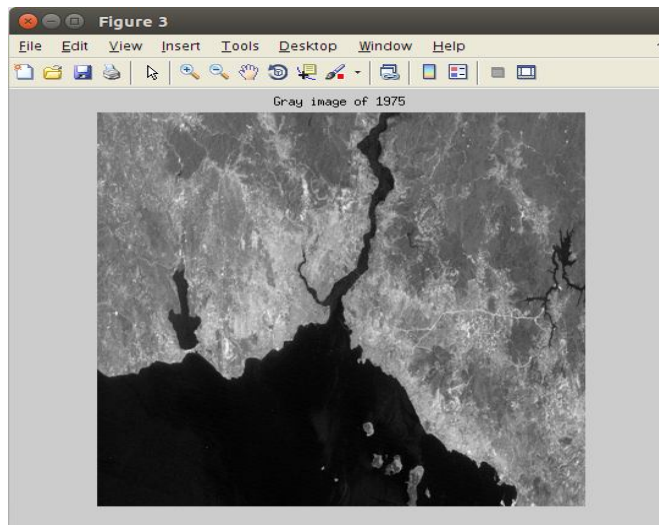 Figure 3
File Edit View Insert Tools Desktop Window Help
Gray image of 1975